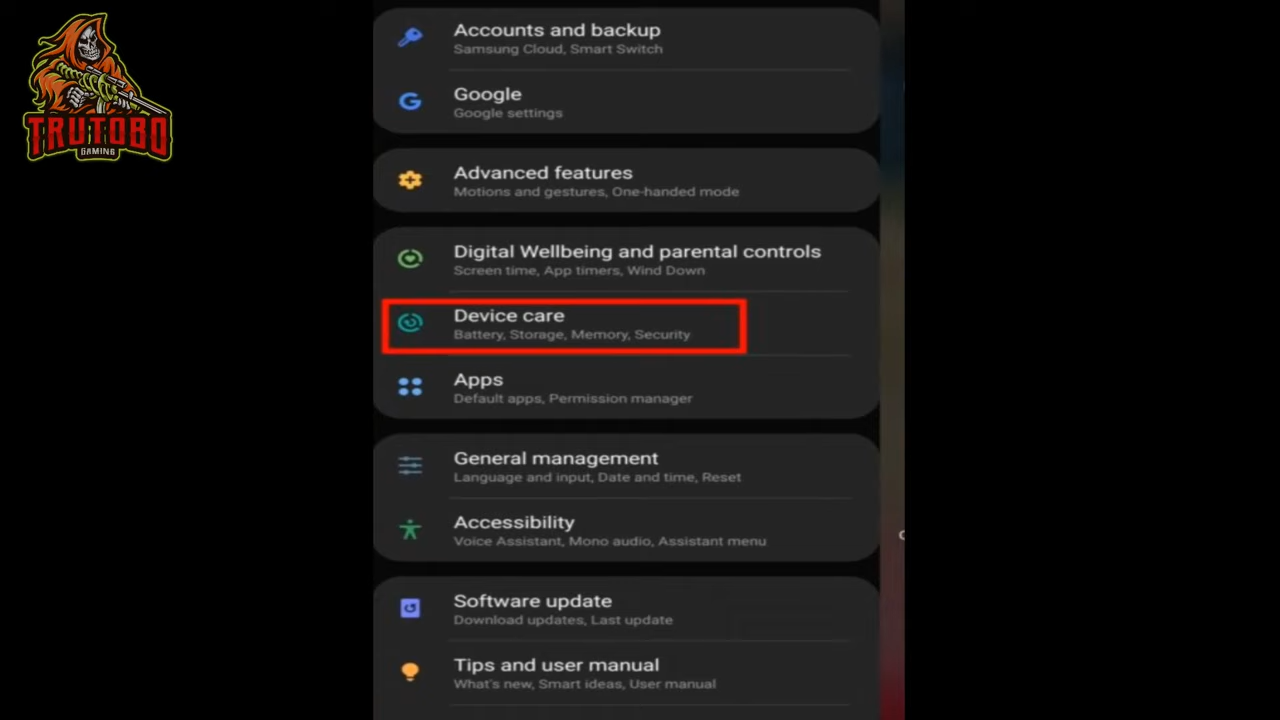 TRUTOBO
GAMING
Accounts and backup
Samsung Cloud, Smart Switch
Google
Google settings
Advanced features
Motions and gestures, One-handed mode
Digital Wellbeing and parental controls
Screen time, App timers, Wind Down
Device care
Battery, Storage, Memory, Security
Apps
Default apps, Permission manager
General management
Language and input, Date and time, Reset
Accessibility
Voice Assistant, Mono audio, Assistant menu
Software update
Download updates, Last update
Tips and user manual
What's new, Smart ideas, User manual